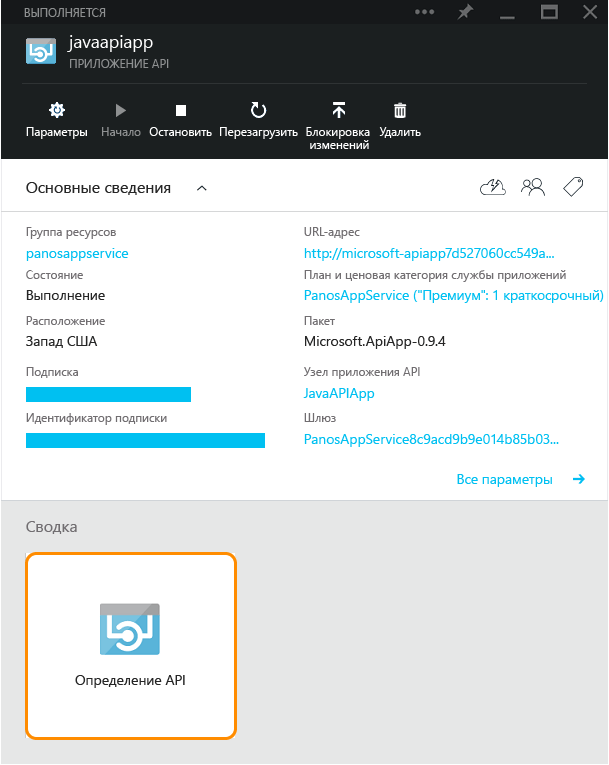 ВЫПОЛНЯЕТСЯ
javaapiapp
ПРИЛОЖЕНИЕ API
Параметры
Начало
Остановить
Перезагрузить
Блокировка
изменений
Удалить
Основные сведения
Группа ресурсов
panosappservice
URL-адрес
http://microsoft-apiapp7d527060cc549a...
Состояние
Выполнение
План и ценовая категория службы приложений
PanosAppService ("Премиум": 1 краткосрочный)
Расположение
Запад США
Пакет
Microsoft.ApiApp-0.9.4
Подписка
Узел приложения API
JavaAPIApp
Идентификатор подписки
Шлюз
PanosAppService8c9acd9b9e014b85b03...
Все параметры
Сводка
Определение API